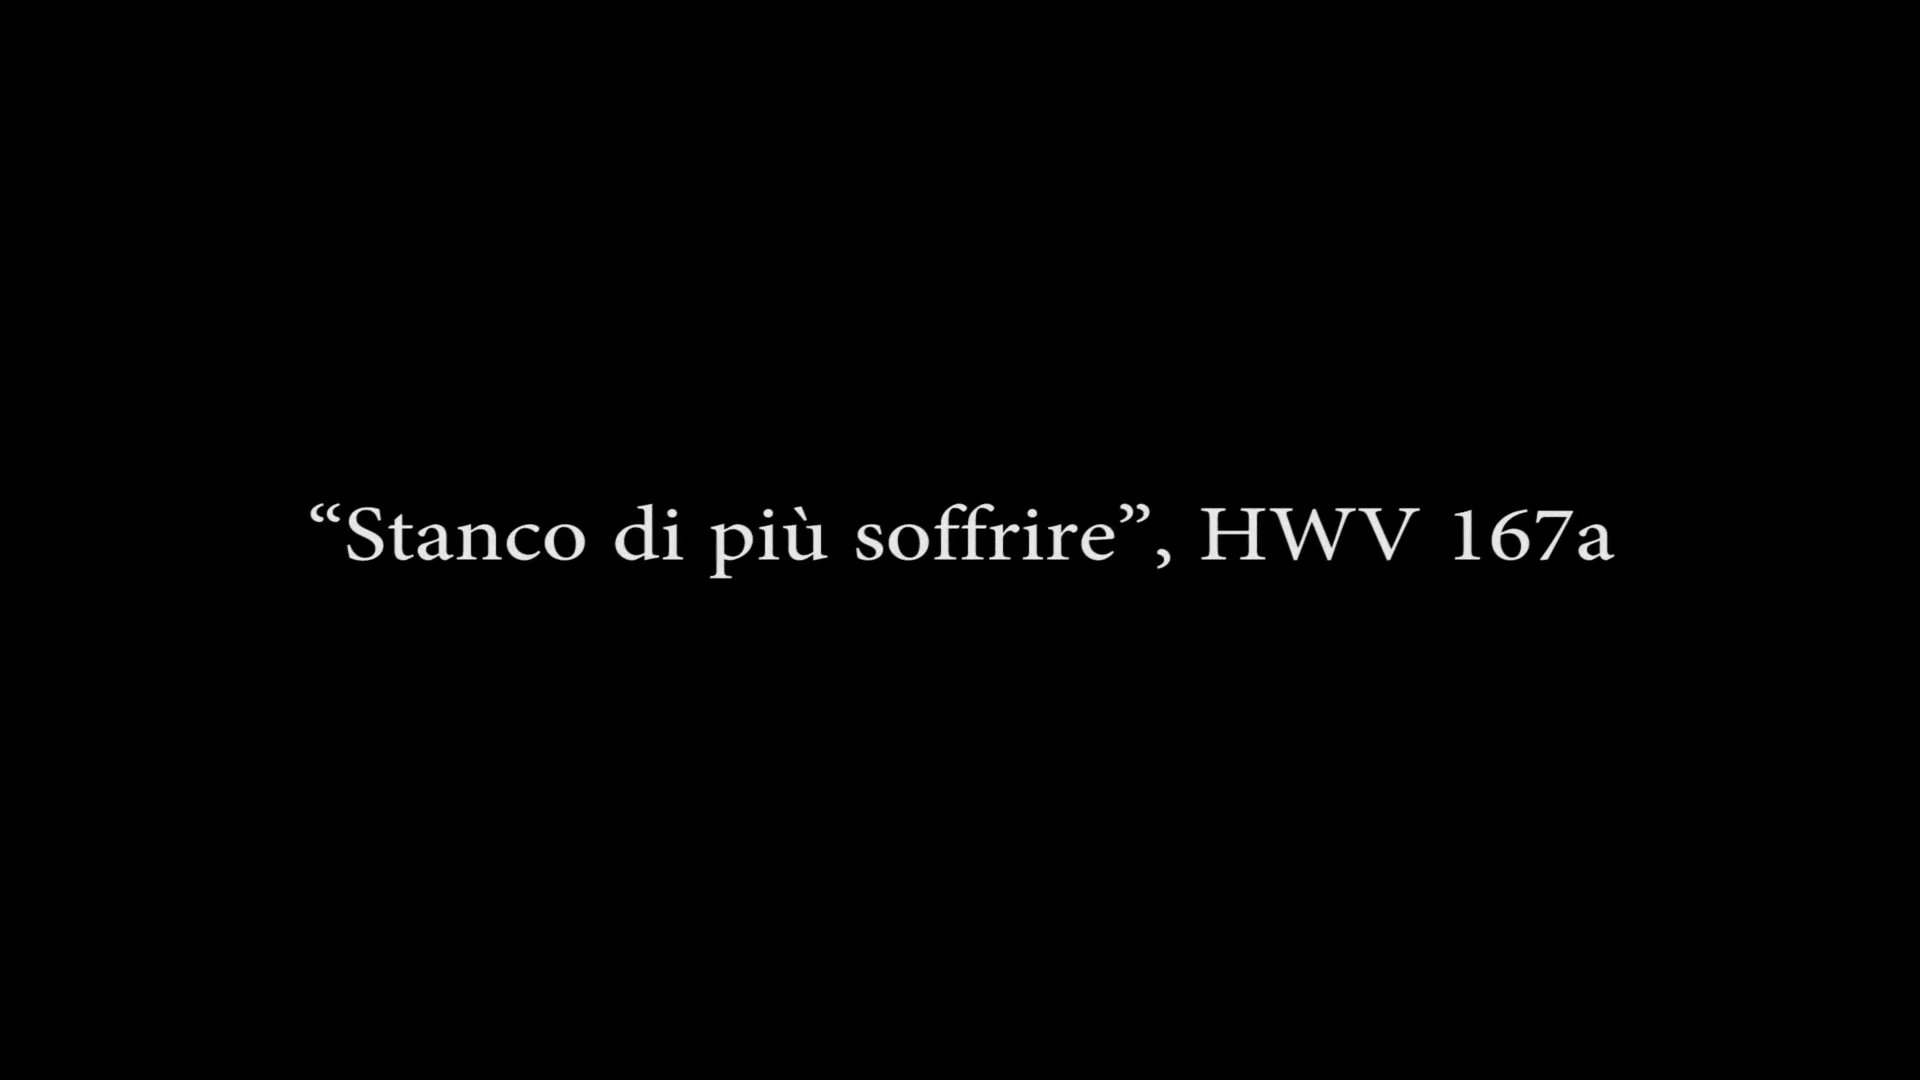 “Stanco di più soffrire”, HWV 167a